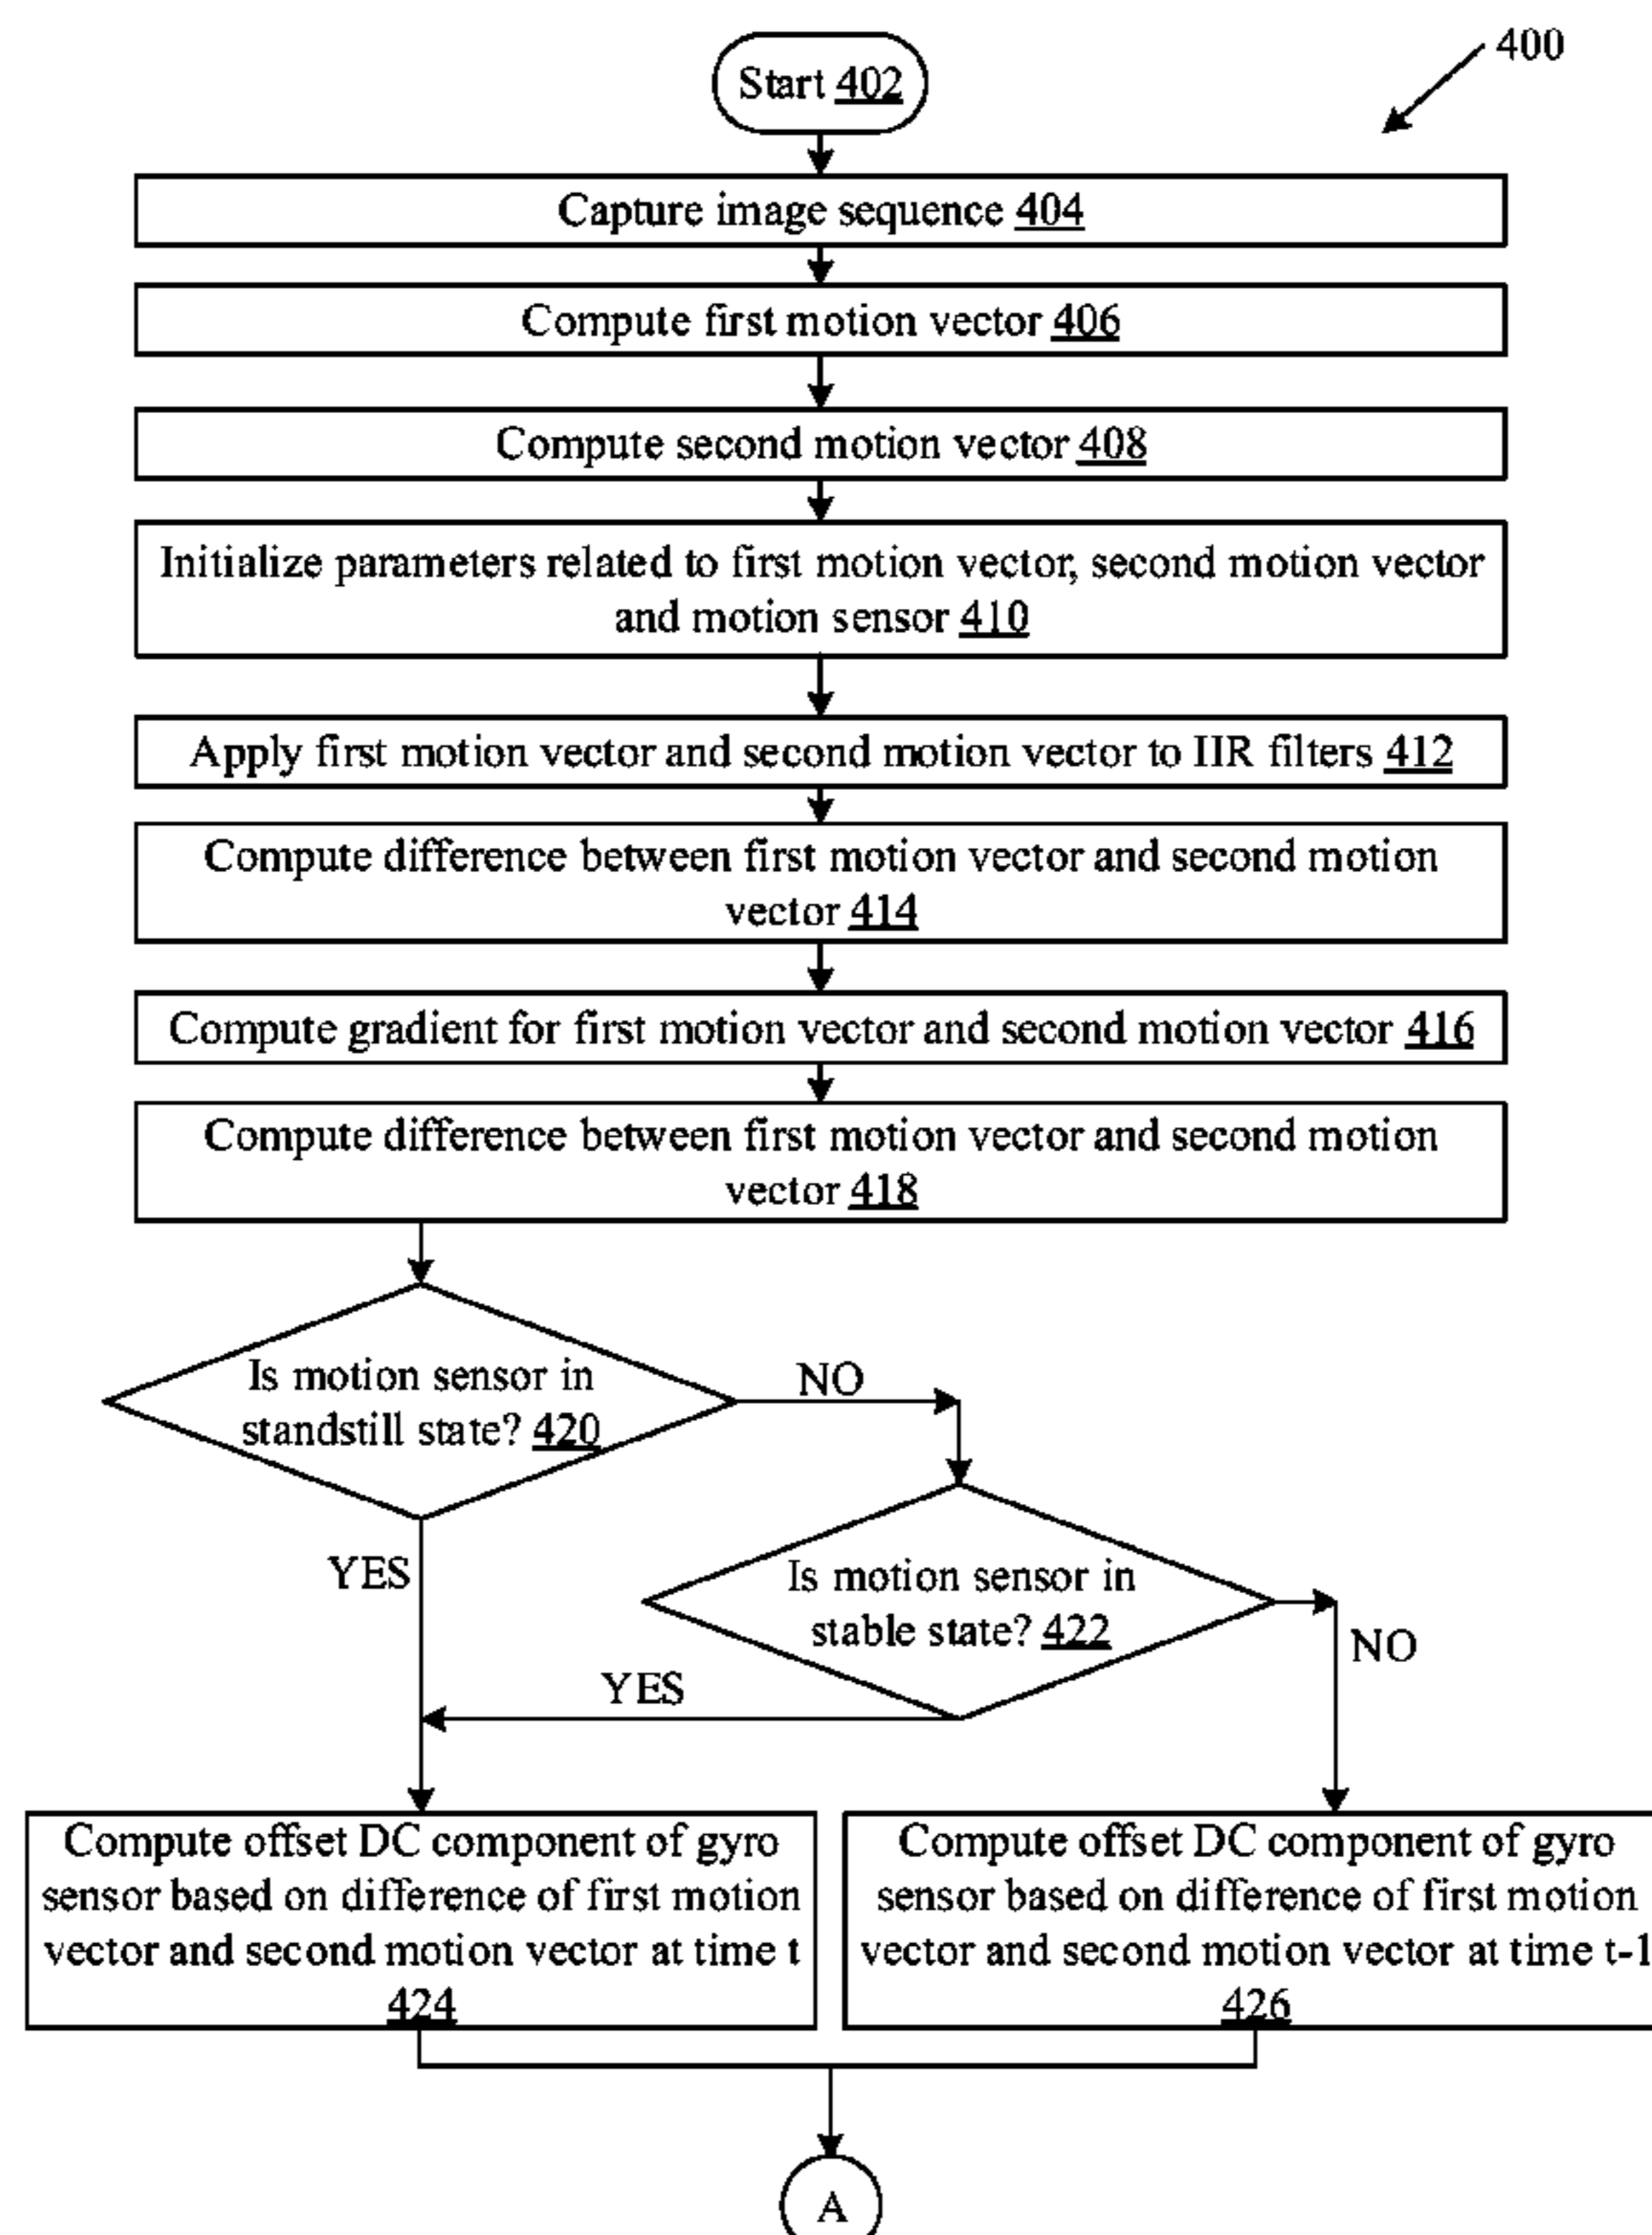 400
Start 402
Capture image sequence 404
Compute first motion vector 406
Compute second motion vector 408
Initialize parameters related to first motion vector, second motion vector
and motion sensor 410
Apply first motion vector and second motion vector to IIR filters 412
Compute difference between first motion vector and second motion
vector 414
Compute gradient for first motion vector and second motion vector 416
Compute difference between first motion vector and second motion
vector 418
Is motion sensor in
standstill state? 420
NO
YES
Is motion sensor in
stable state? 422
NO
YES
Compute offset DC component of gyro
sensor based on difference of first motion
vector and second motion vector at time t
424
Compute offset DC component of gyro
sensor based on difference of first motion
vector and second motion vector at time t-1
426
A